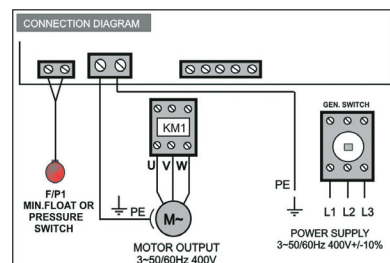 CONNECTION DIAGRAM
GEN. SWITCH
KM1
U V W
F/P1
MIN.FLOAT OR
PRESSURE
SWITCH
PE
M~
MOTOR OUTPUT
3~50/60Hz 400V
PE
L1 L2 L3
POWER SUPPLY
3~50/60Hz 400V+/-10%